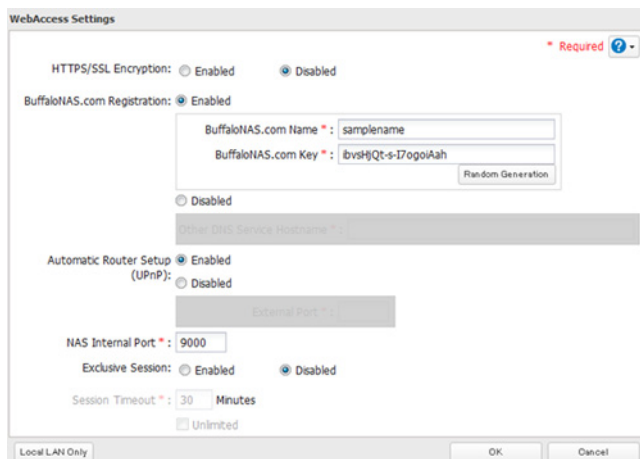 WebAccess Settings
* Required
HTTPS/SSL Encryption: Enabled Disabled
BuffaloNAS.com Registration: Enabled
BuffaloNAS.com Name * : samplename
BuffaloNAS.com Key * : ibvsHjQt-s-I7ogoiAah
Random Generation
Disabled
Other DNS Service Hostname * :
Automatic Router Setup Enabled
(UPnP):
Disabled
External Port * :
NAS Internal Port * : 9000
Exclusive Session: Enabled Disabled
Session Timeout * : 30 Minutes
Unlimited
Local LAN Only OK Cancel